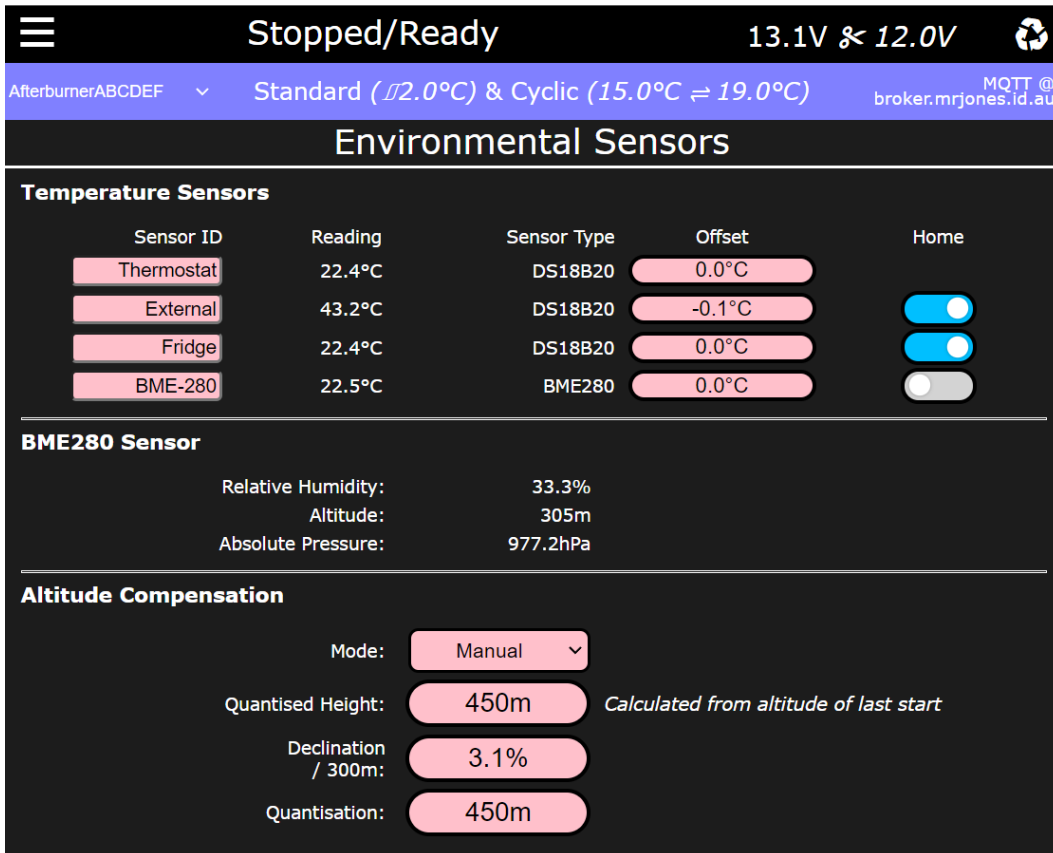 Stopped/Ready 13.1V ✂ 12.0V
AfterburnerABCDEF Standard (⎎2.0°C) & Cyclic (15.0°C ⇌ 19.0°C) MQTT @
broker.mrjones.id.au
Environmental Sensors
Temperature Sensors
Sensor ID Reading Sensor Type Offset Home
Thermostat 22.4°C DS18B20 0.0°C
External 43.2°C DS18B20 -0.1°C
Fridge 22.4°C DS18B20 0.0°C
BME-280 22.5°C BME280 0.0°C
BME280 Sensor
Relative Humidity: 33.3%
Altitude: 305m
Absolute Pressure: 977.2hPa
Altitude Compensation
Mode: Manual
Quantised Height: 450m Calculated from altitude of last start
Declination
/ 300m: 3.1%
Quantisation: 450m